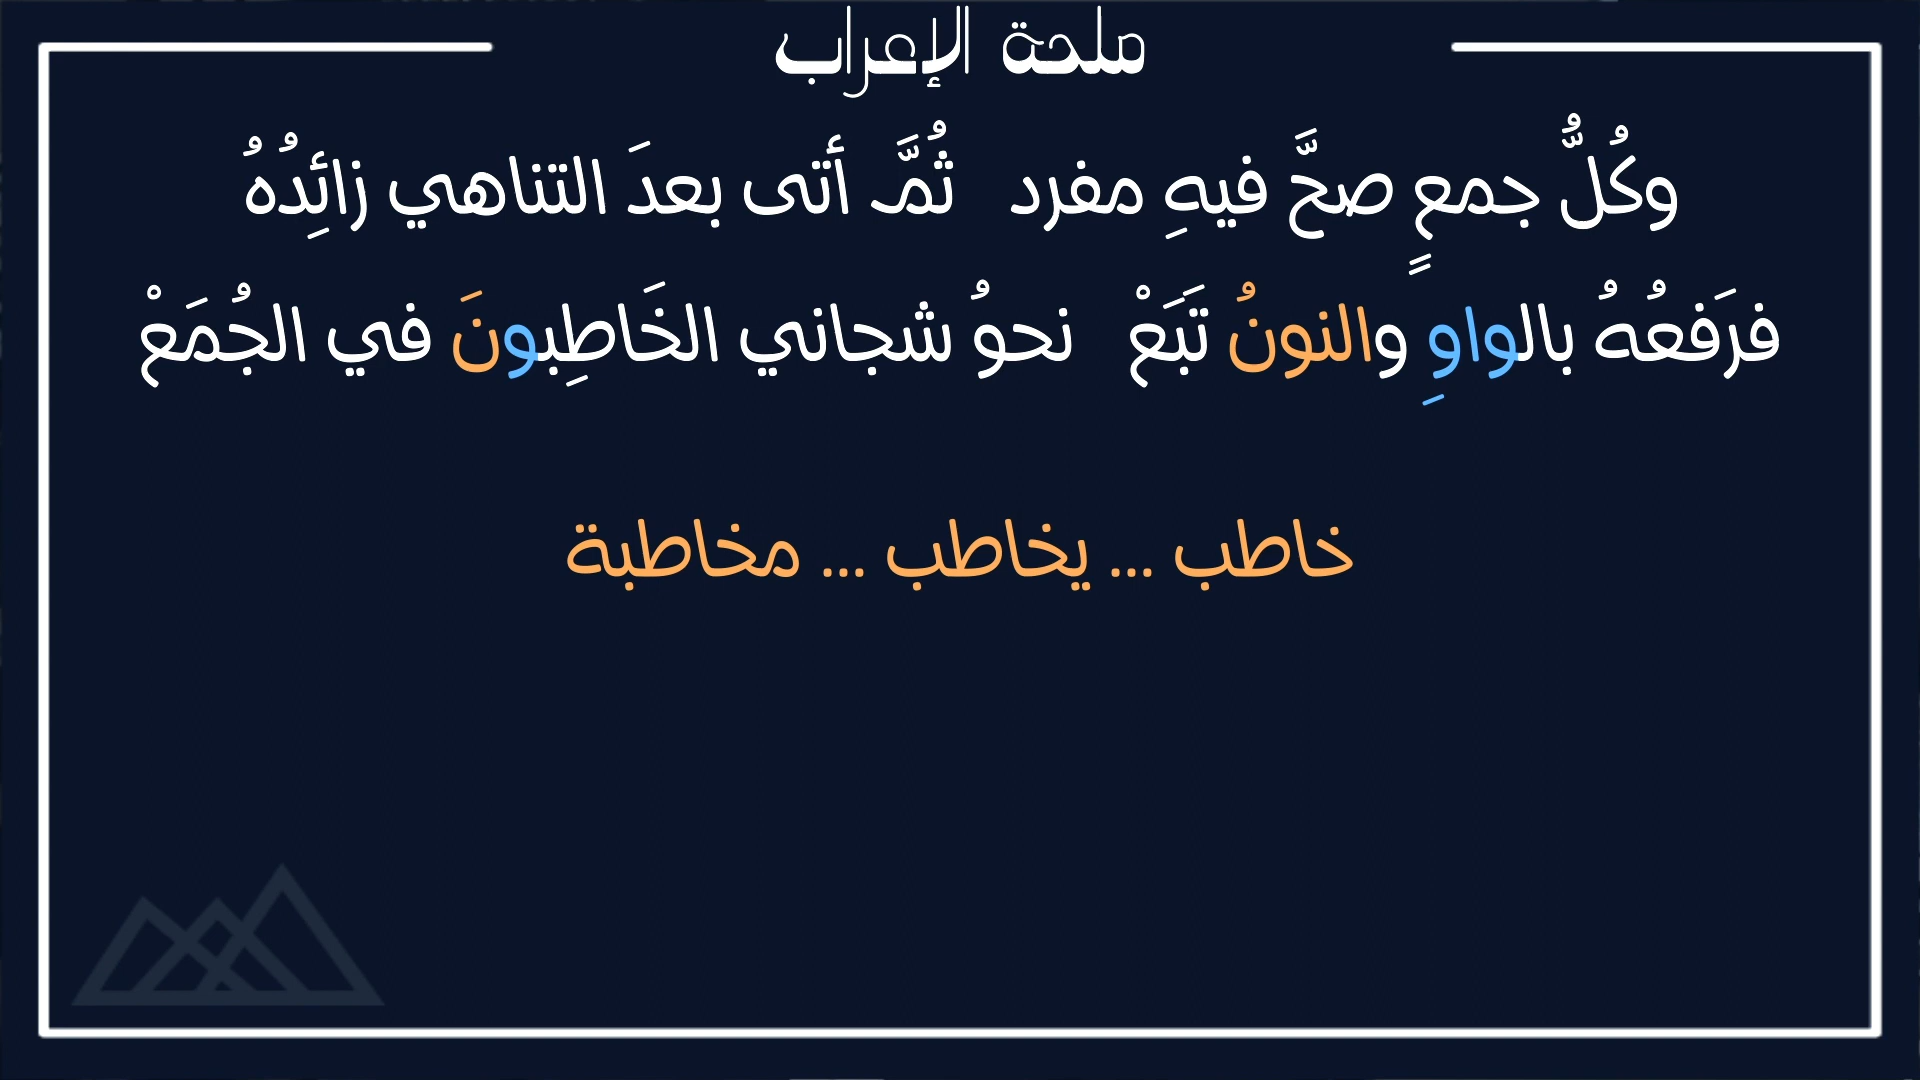 ملحة الإعراب
وكُلُّ جمعٍ صحَّ فيهِ مفرد ثُمَّ أتى بعدَ التناهي زائِدُهُ
فرَفعُهُ بالواوِ والنونُ تَبَعْ نحوُ شجاني الخَاطِبونَ في الجُمَعْ
خاطب ... يخاطب ... مخاطبة